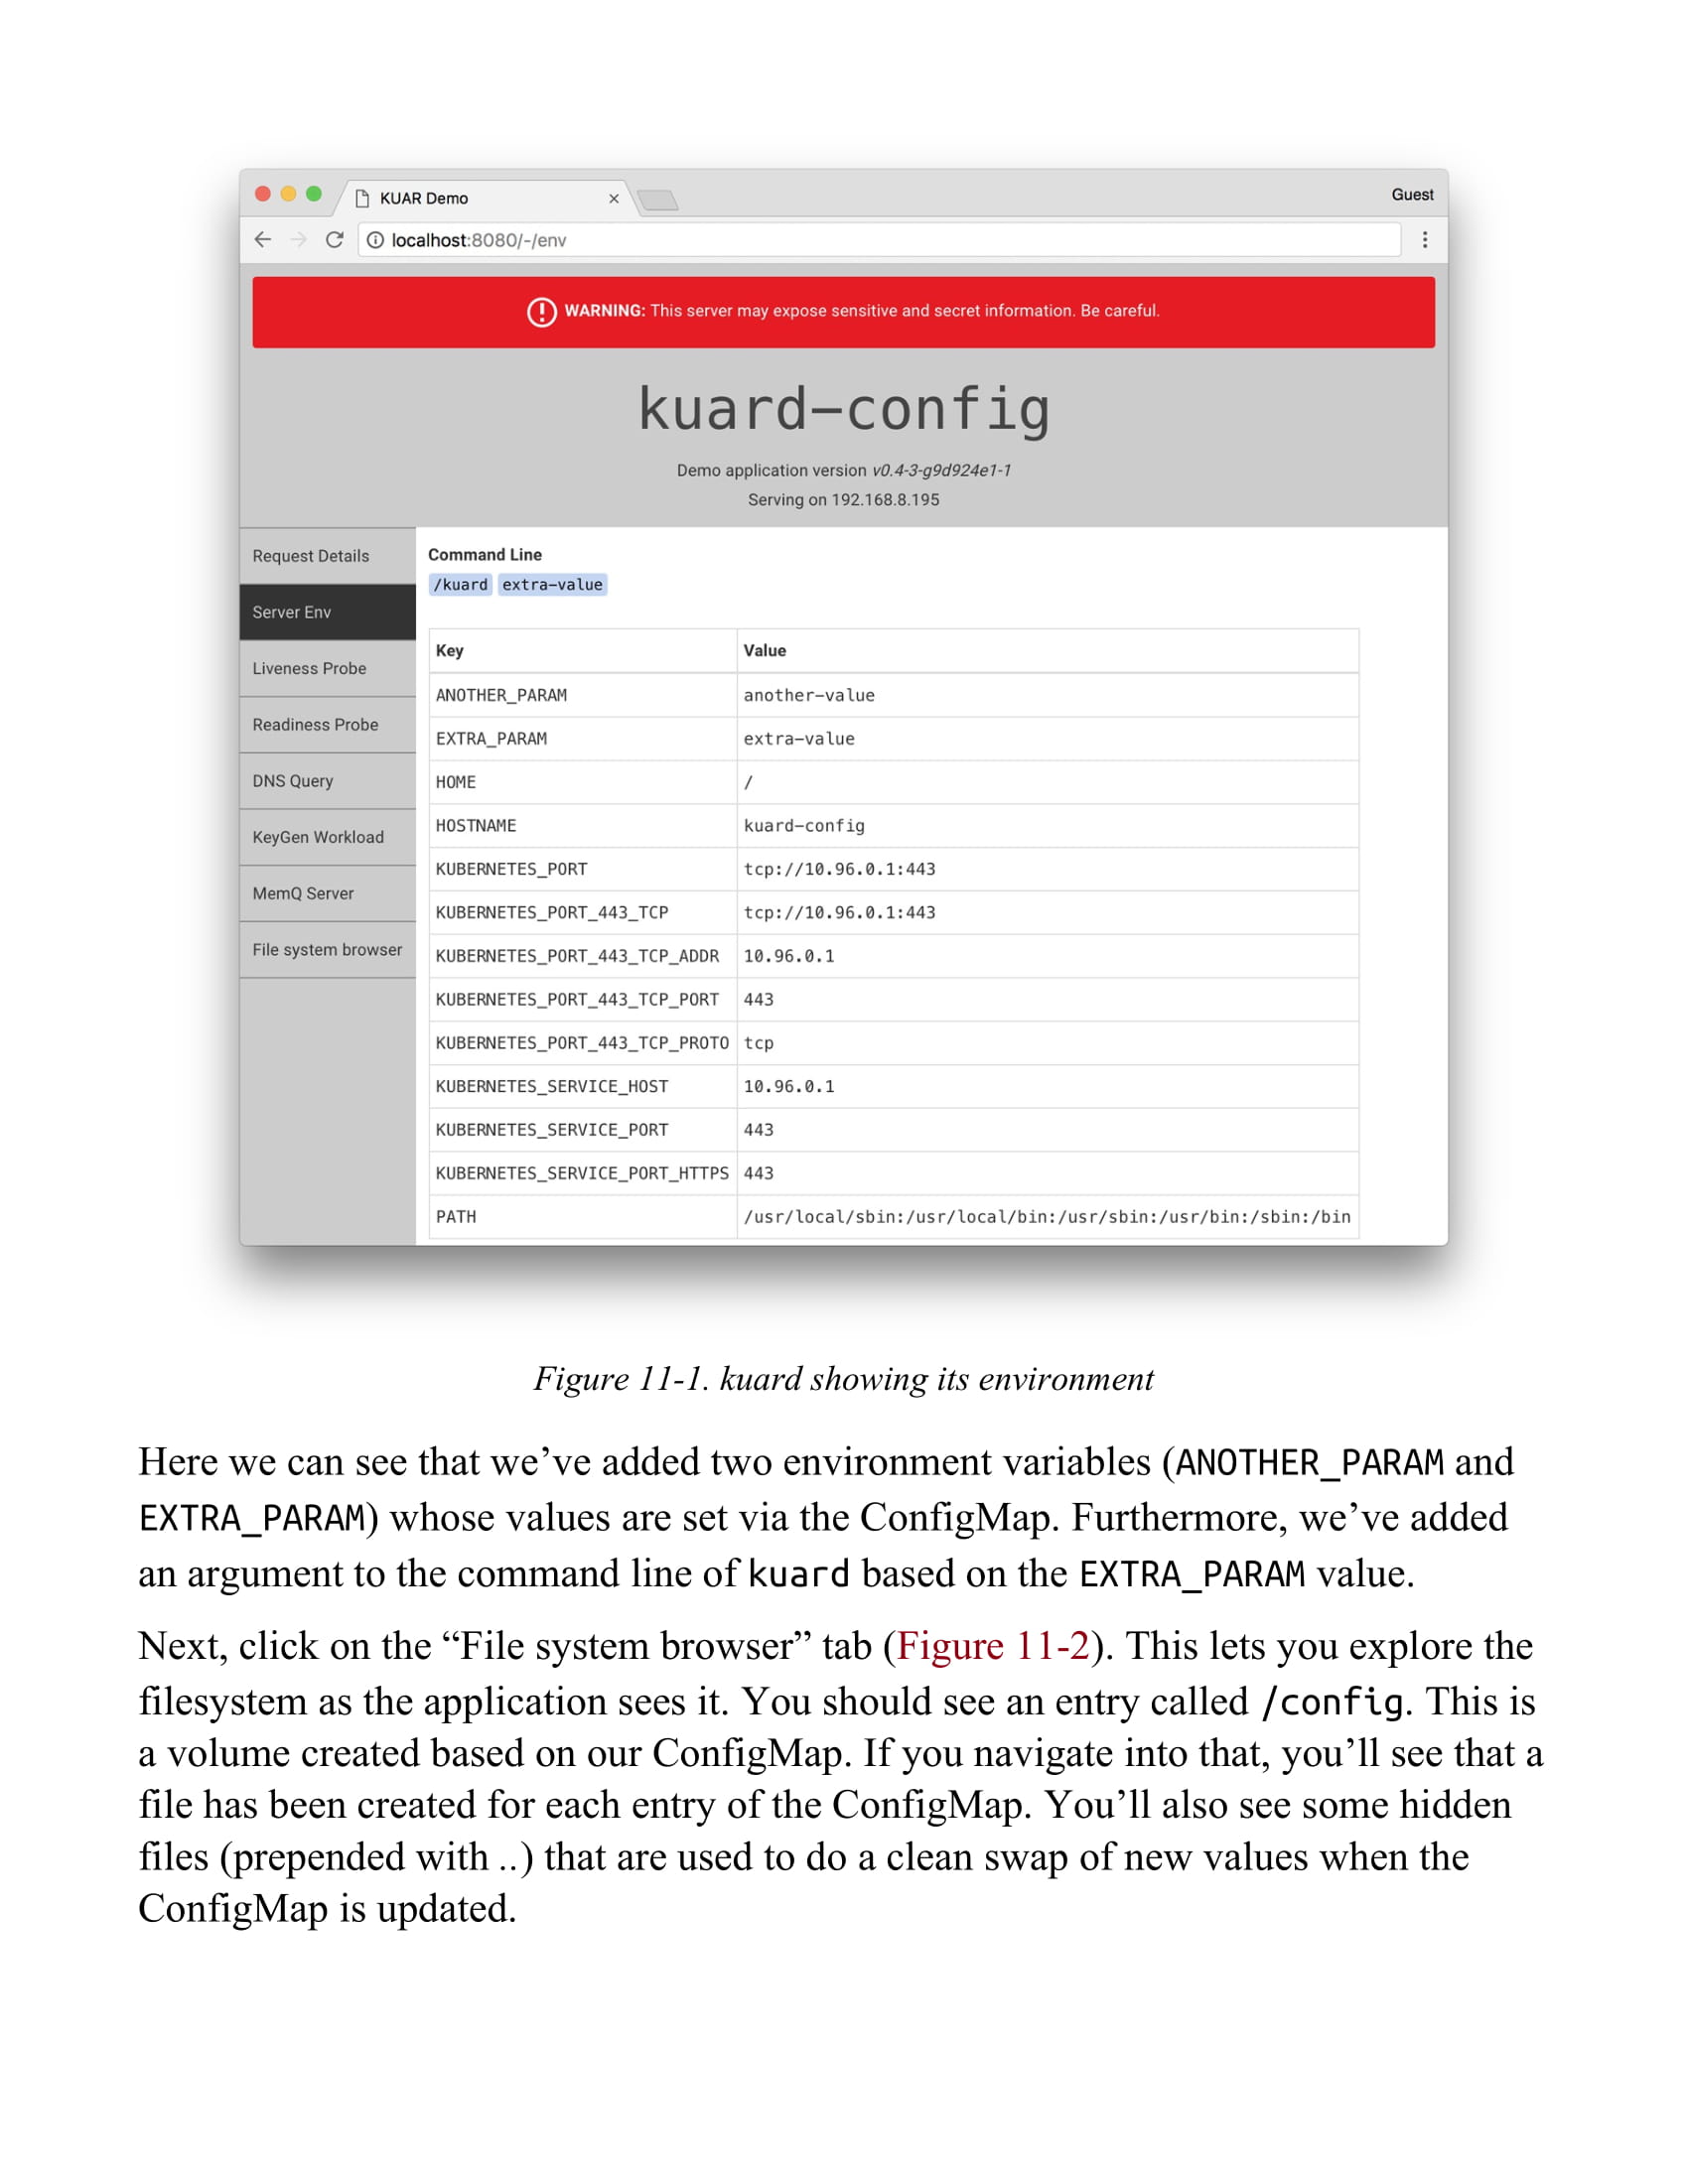 KUAR Demo
Guest
localhost:8080/-/env
WARNING: This server may expose sensitive and secret information. Be careful.
kuard-config
Demo application version v0.4-3-g9d924e1-1
Serving on 192.168.8.195
Request Details
Server Env
Liveness Probe
Readiness Probe
DNS Query
KeyGen Workload
MemQ Server
File system browser
Command Line
/kuard extra-value
Key Value
ANOTHER_PARAM another-value
EXTRA_PARAM extra-value
HOME /
HOSTNAME kuard-config
KUBERNETES_PORT tcp://10.96.0.1:443
KUBERNETES_PORT_443_TCP tcp://10.96.0.1:443
KUBERNETES_PORT_443_TCP_ADDR 10.96.0.1
KUBERNETES_PORT_443_TCP_PORT 443
KUBERNETES_PORT_443_TCP_PROTO tcp
KUBERNETES_SERVICE_HOST 10.96.0.1
KUBERNETES_SERVICE_PORT 443
KUBERNETES_SERVICE_PORT_HTTPS 443
PATH /usr/local/sbin:/usr/local/bin:/usr/sbin:/usr/bin:/sbin:/bin
Figure 11-1. kuard showing its environment
Here we can see that we’ve added two environment variables (ANOTHER_PARAM and
EXTRA_PARAM) whose values are set via the ConfigMap. Furthermore, we’ve added
an argument to the command line of kuard based on the EXTRA_PARAM value.
Next, click on the “File system browser” tab (Figure 11-2). This lets you explore the
filesystem as the application sees it. You should see an entry called /config. This is
a volume created based on our ConfigMap. If you navigate into that, you’ll see that a
file has been created for each entry of the ConfigMap. You’ll also see some hidden
files (prepended with ..) that are used to do a clean swap of new values when the
ConfigMap is updated.